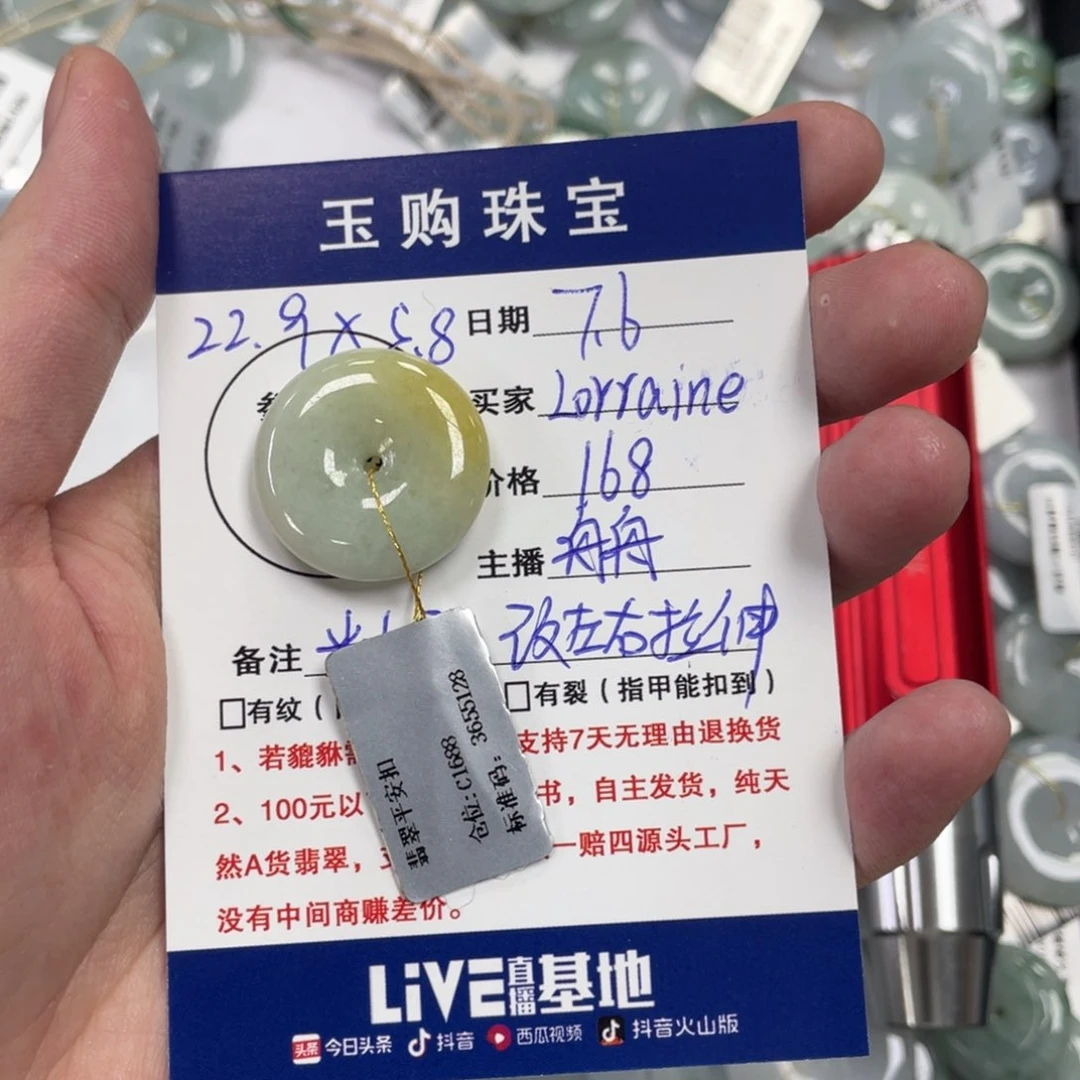 玉购珠宝
22.9×5.8 日期 7.6
买家 Lorraine
价格 168
主播 舟舟
备注 改左右拉伸
□有纹（ □有裂（指甲能扣到）
1、若貔貅 支持7天无理由退换货
2、100元以 书，自主发货，纯天
然A货翡翠， 一赔四源头工厂，
没有中间商赚差价。
翡翠平安扣
仓位：C1688
标准码：3655128
LiVE直播基地
头条 今日头条 抖音 西瓜视频 抖音火山版